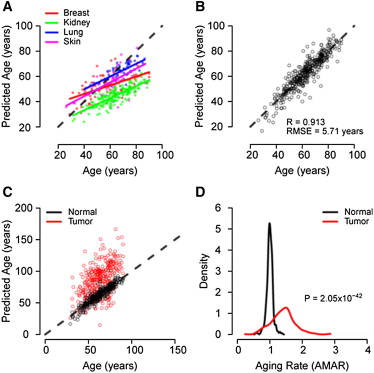 A
Breast
Kidney
Lung
Skin
Predicted Age (years)
100
80
60
40
20
0 20 40 60 80 100
Age (years)
B
Predicted Age (years)
100
80
60
40
20
R = 0.913
RMSE = 5.71 years
20 40 60 80 100
Age (years)
C
Normal
Tumor
Predicted Age (years)
200
150
100
50
0
0 50 100 150
Age (years)
D
Normal
Tumor
Density
6
5
4
3
2
1
0
P = 2.05x10−42
0 1 2 3 4
Aging Rate (AMAR)